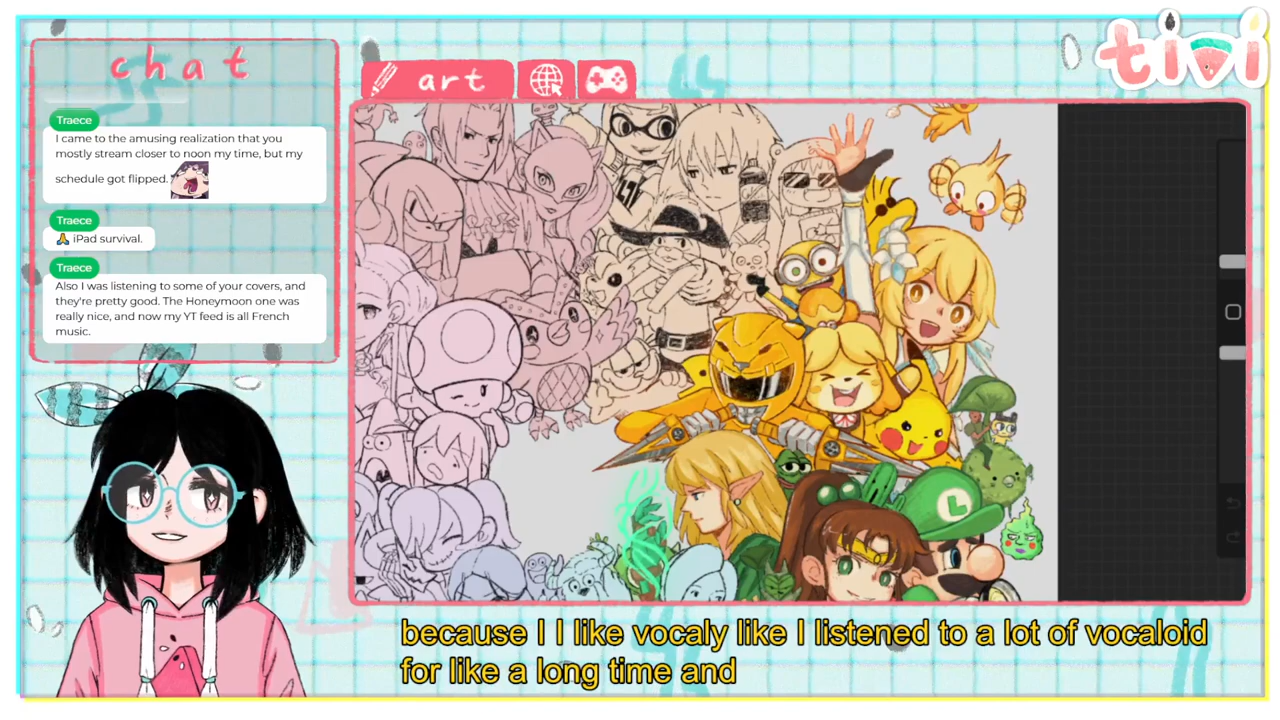 chat
art
tivi
Traece
I came to the amusing realization that you
mostly stream closer to noon my time, but my
schedule got flipped.
Traece
🙏 iPad survival.
Traece
Also I was listening to some of your covers, and
they're pretty good. The Honeymoon one was
really nice, and now my YT feed is all French
music.
L
because I I like vocaly like I listened to a lot of vocaloid
for like a long time and